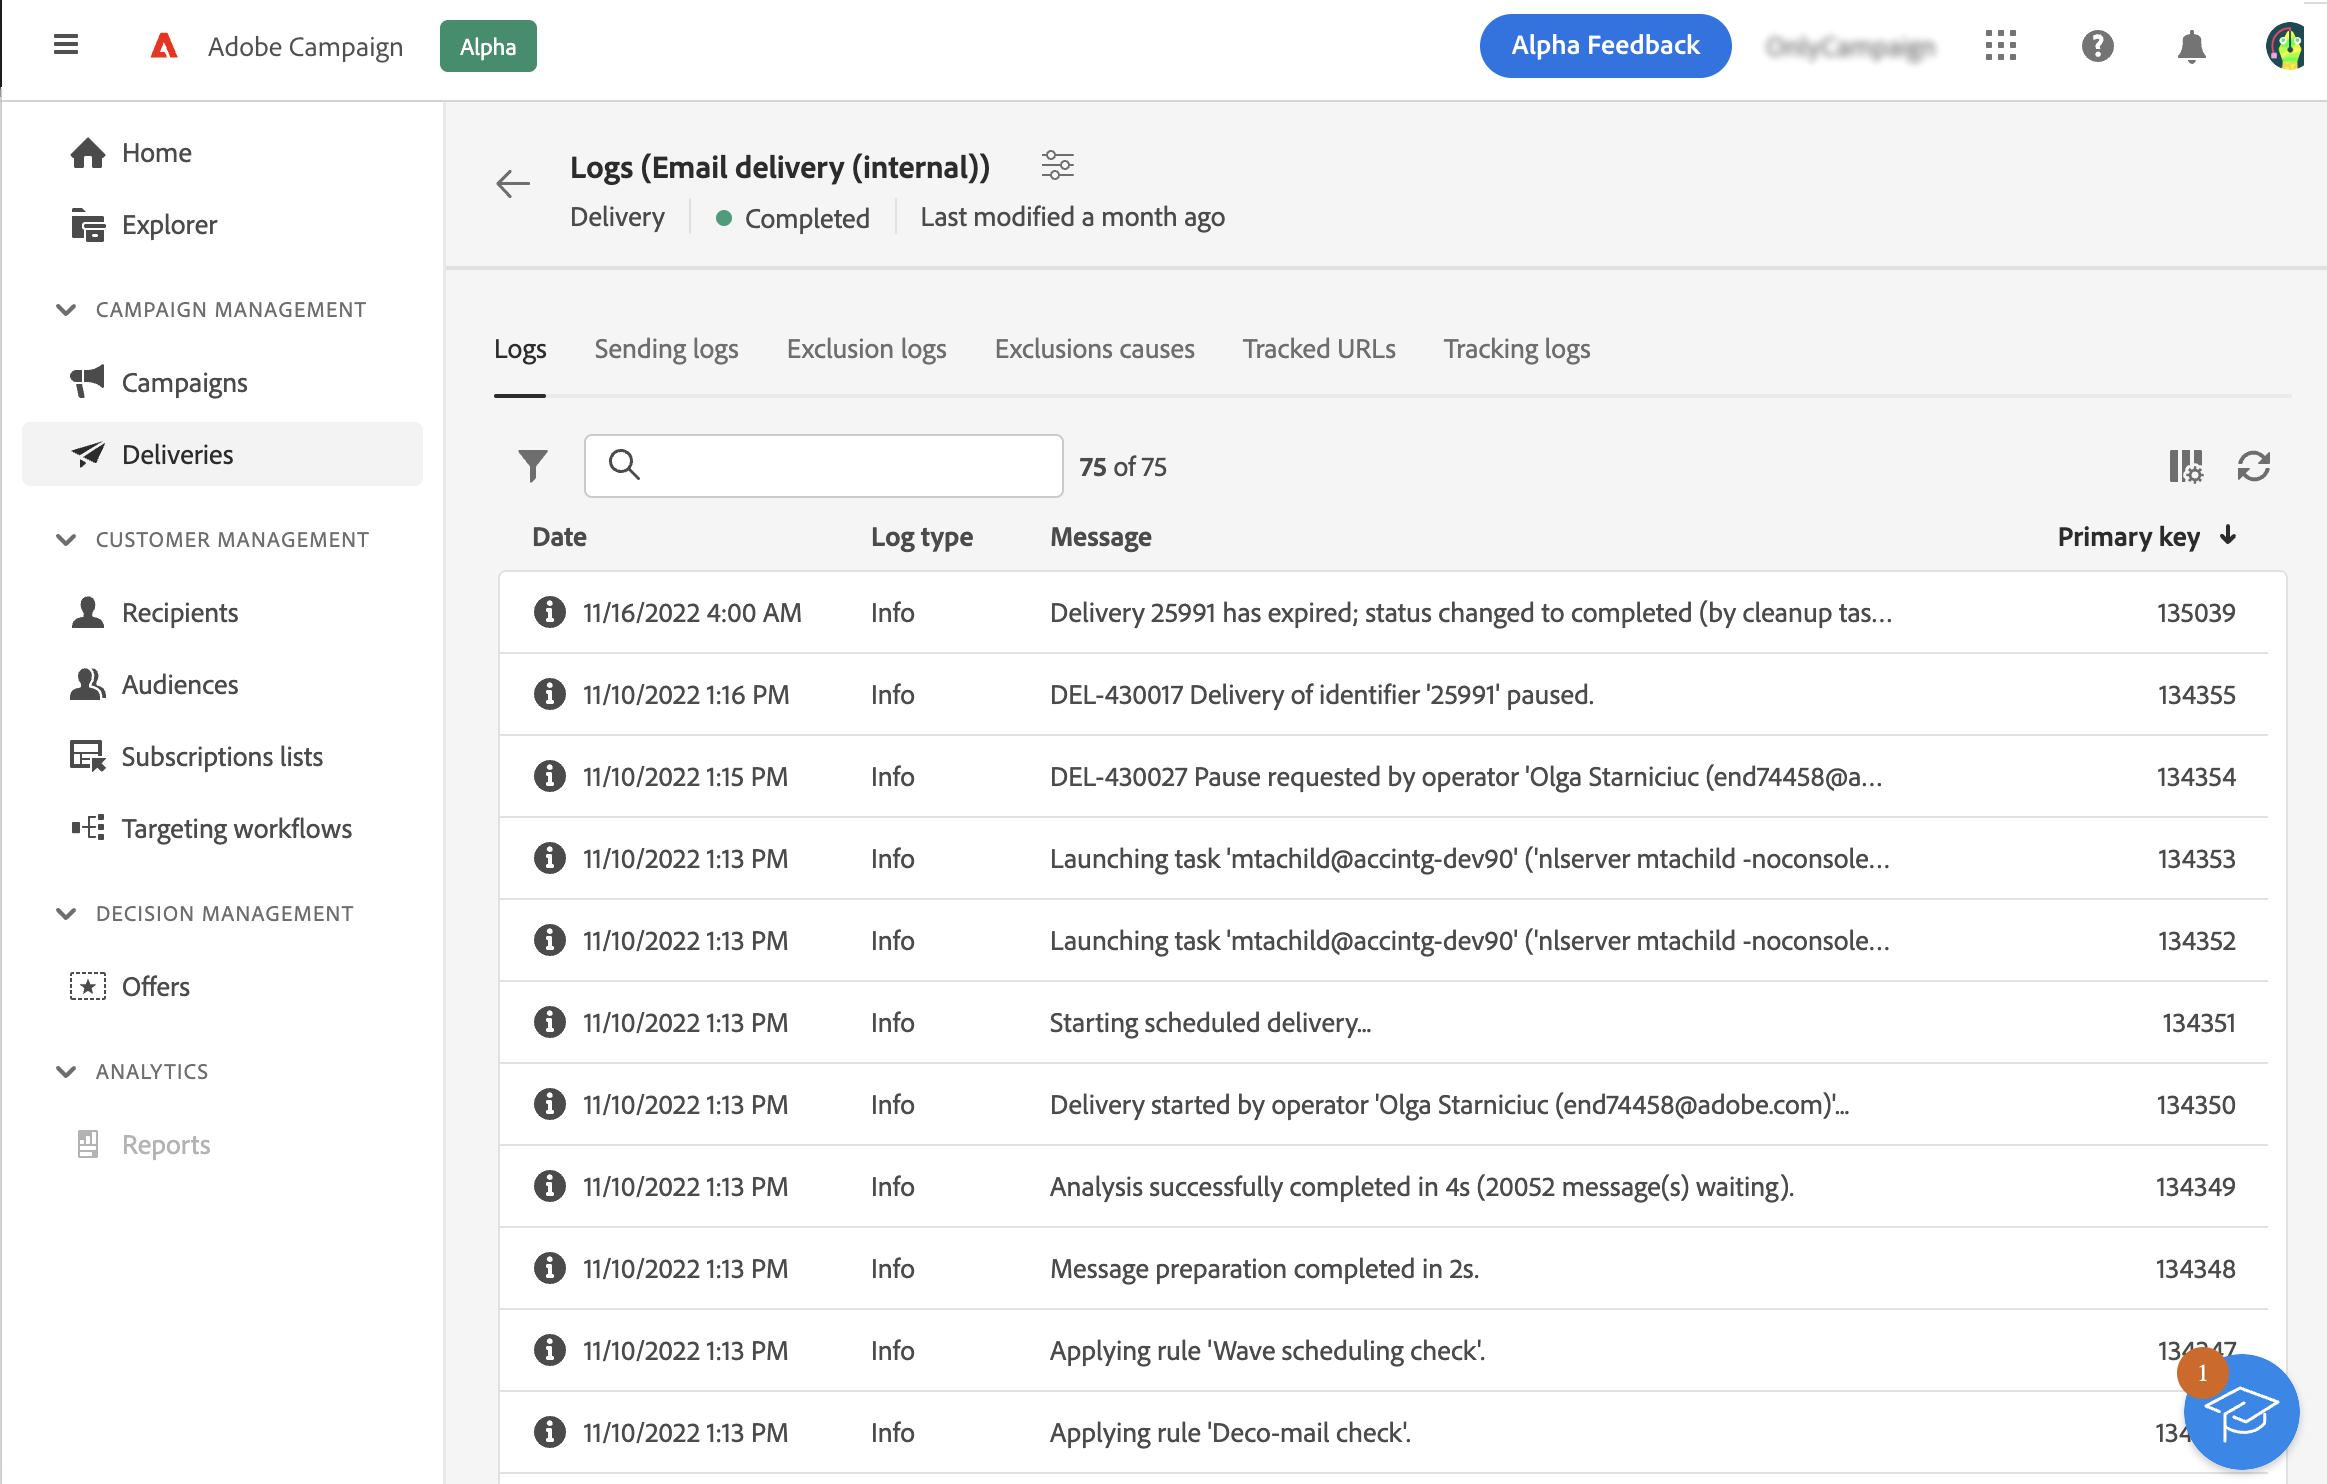 Adobe Campaign
Alpha
Alpha Feedback
Home
Explorer
CAMPAIGN MANAGEMENT
Campaigns
Deliveries
CUSTOMER MANAGEMENT
Recipients
Audiences
Subscriptions lists
Targeting workflows
DECISION MANAGEMENT
Offers
ANALYTICS
Reports
Logs (Email delivery (internal))
Delivery Completed Last modified a month ago
Logs Sending logs Exclusion logs Exclusions causes Tracked URLs Tracking logs
75 of 75
Date Log type Message Primary key
11/16/2022 4:00 AM Info Delivery 25991 has expired; status changed to completed (by cleanup tas... 135039
11/10/2022 1:16 PM Info DEL-430017 Delivery of identifier '25991' paused. 134355
11/10/2022 1:15 PM Info DEL-430027 Pause requested by operator 'Olga Starniciuc (end74458@a... 134354
11/10/2022 1:13 PM Info Launching task 'mtachild@accintg-dev90' ('nlserver mtachild -noconsole... 134353
11/10/2022 1:13 PM Info Launching task 'mtachild@accintg-dev90' ('nlserver mtachild -noconsole... 134352
11/10/2022 1:13 PM Info Starting scheduled delivery... 134351
11/10/2022 1:13 PM Info Delivery started by operator 'Olga Starniciuc (end74458@adobe.com)'... 134350
11/10/2022 1:13 PM Info Analysis successfully completed in 4s (20052 message(s) waiting). 134349
11/10/2022 1:13 PM Info Message preparation completed in 2s. 134348
11/10/2022 1:13 PM Info Applying rule 'Wave scheduling check'.
1
11/10/2022 1:13 PM Info Applying rule 'Deco-mail check'.